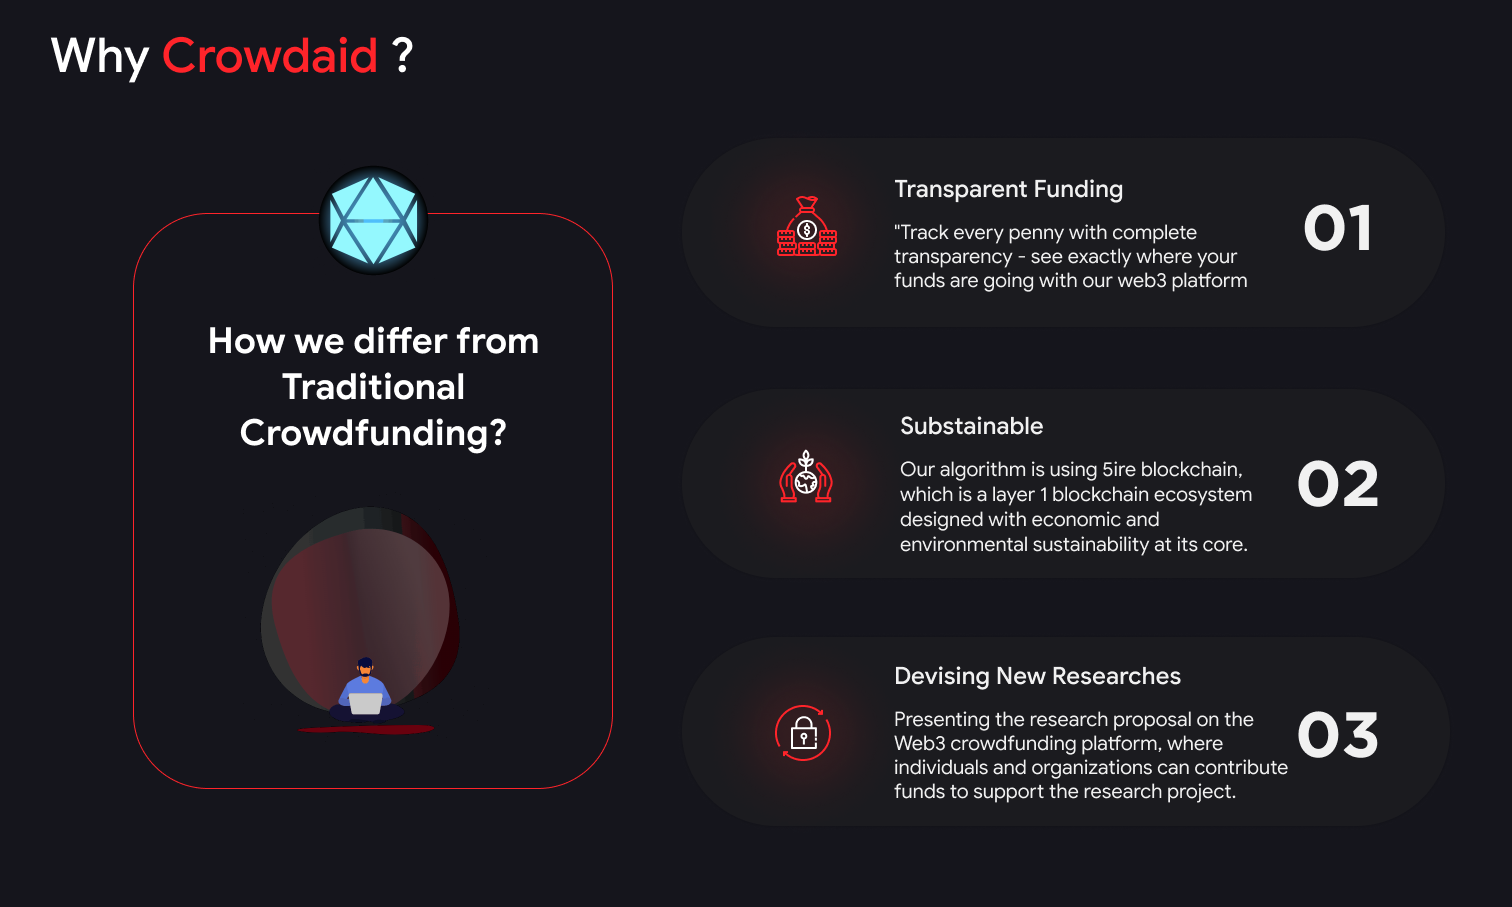 Why Crowdaid ?
How we differ from
Traditional
Crowdfunding?
Transparent Funding
"Track every penny with complete
transparency - see exactly where your
funds are going with our web3 platform
01
Substainable
Our algorithm is using 5ire blockchain,
which is a layer 1 blockchain ecosystem
designed with economic and
environmental sustainability at its core.
02
Devising New Researches
Presenting the research proposal on the
Web3 crowdfunding platform, where
individuals and organizations can contribute
funds to support the research project.
03